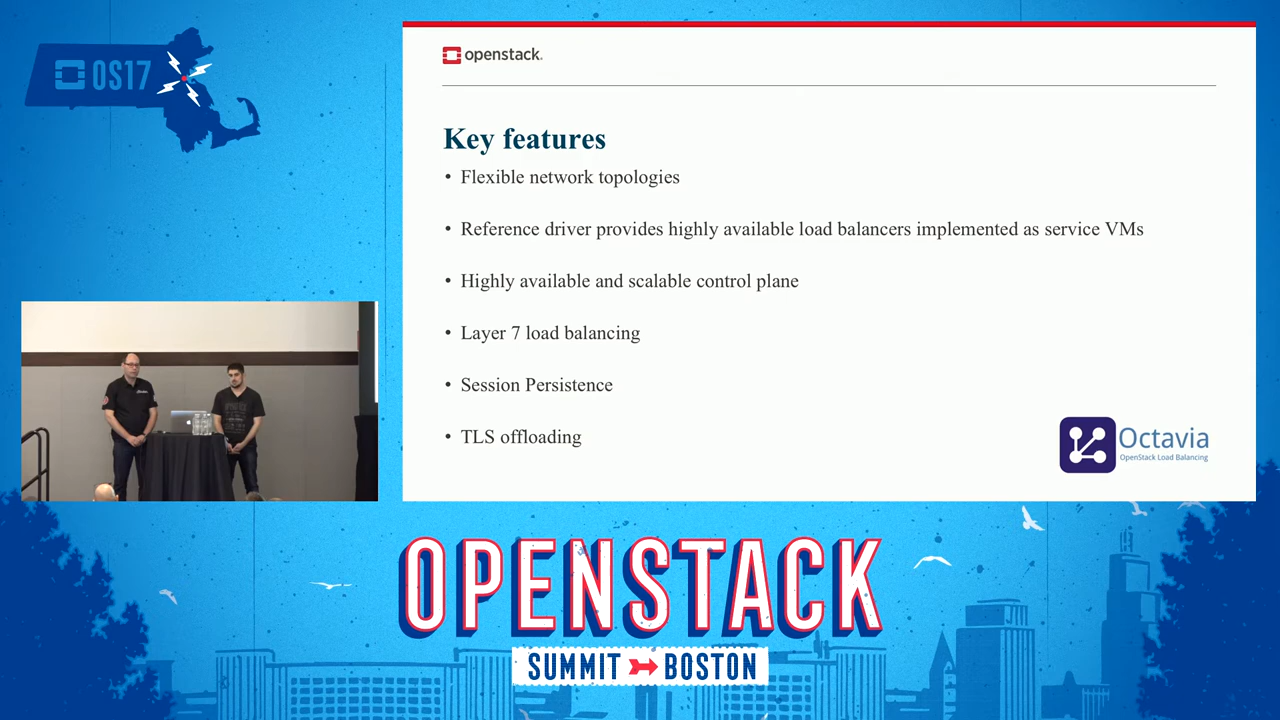 OS17
openstack.
Key features
• Flexible network topologies
• Reference driver provides highly available load balancers implemented as service VMs
• Highly available and scalable control plane
• Layer 7 load balancing
• Session Persistence
• TLS offloading
Octavia
OpenStack Load Balancing
OPENSTACK
SUMMIT BOSTON